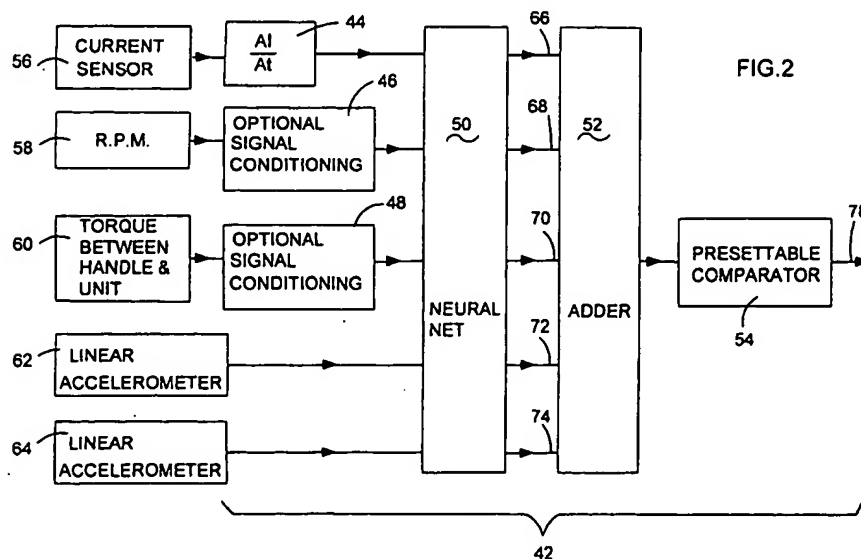 FIG.2
56
CURRENT
SENSOR
44
AI
At
66
58
R.P.M.
46
OPTIONAL
SIGNAL
CONDITIONING
68
50
52
60
TORQUE
BETWEEN
HANDLE &
UNIT
48
OPTIONAL
SIGNAL
CONDITIONING
70
NEURAL
NET
ADDER
PRESETTABLE
COMPARATOR
54
78
62
LINEAR
ACCELEROMETER
72
64
LINEAR
ACCELEROMETER
74
42